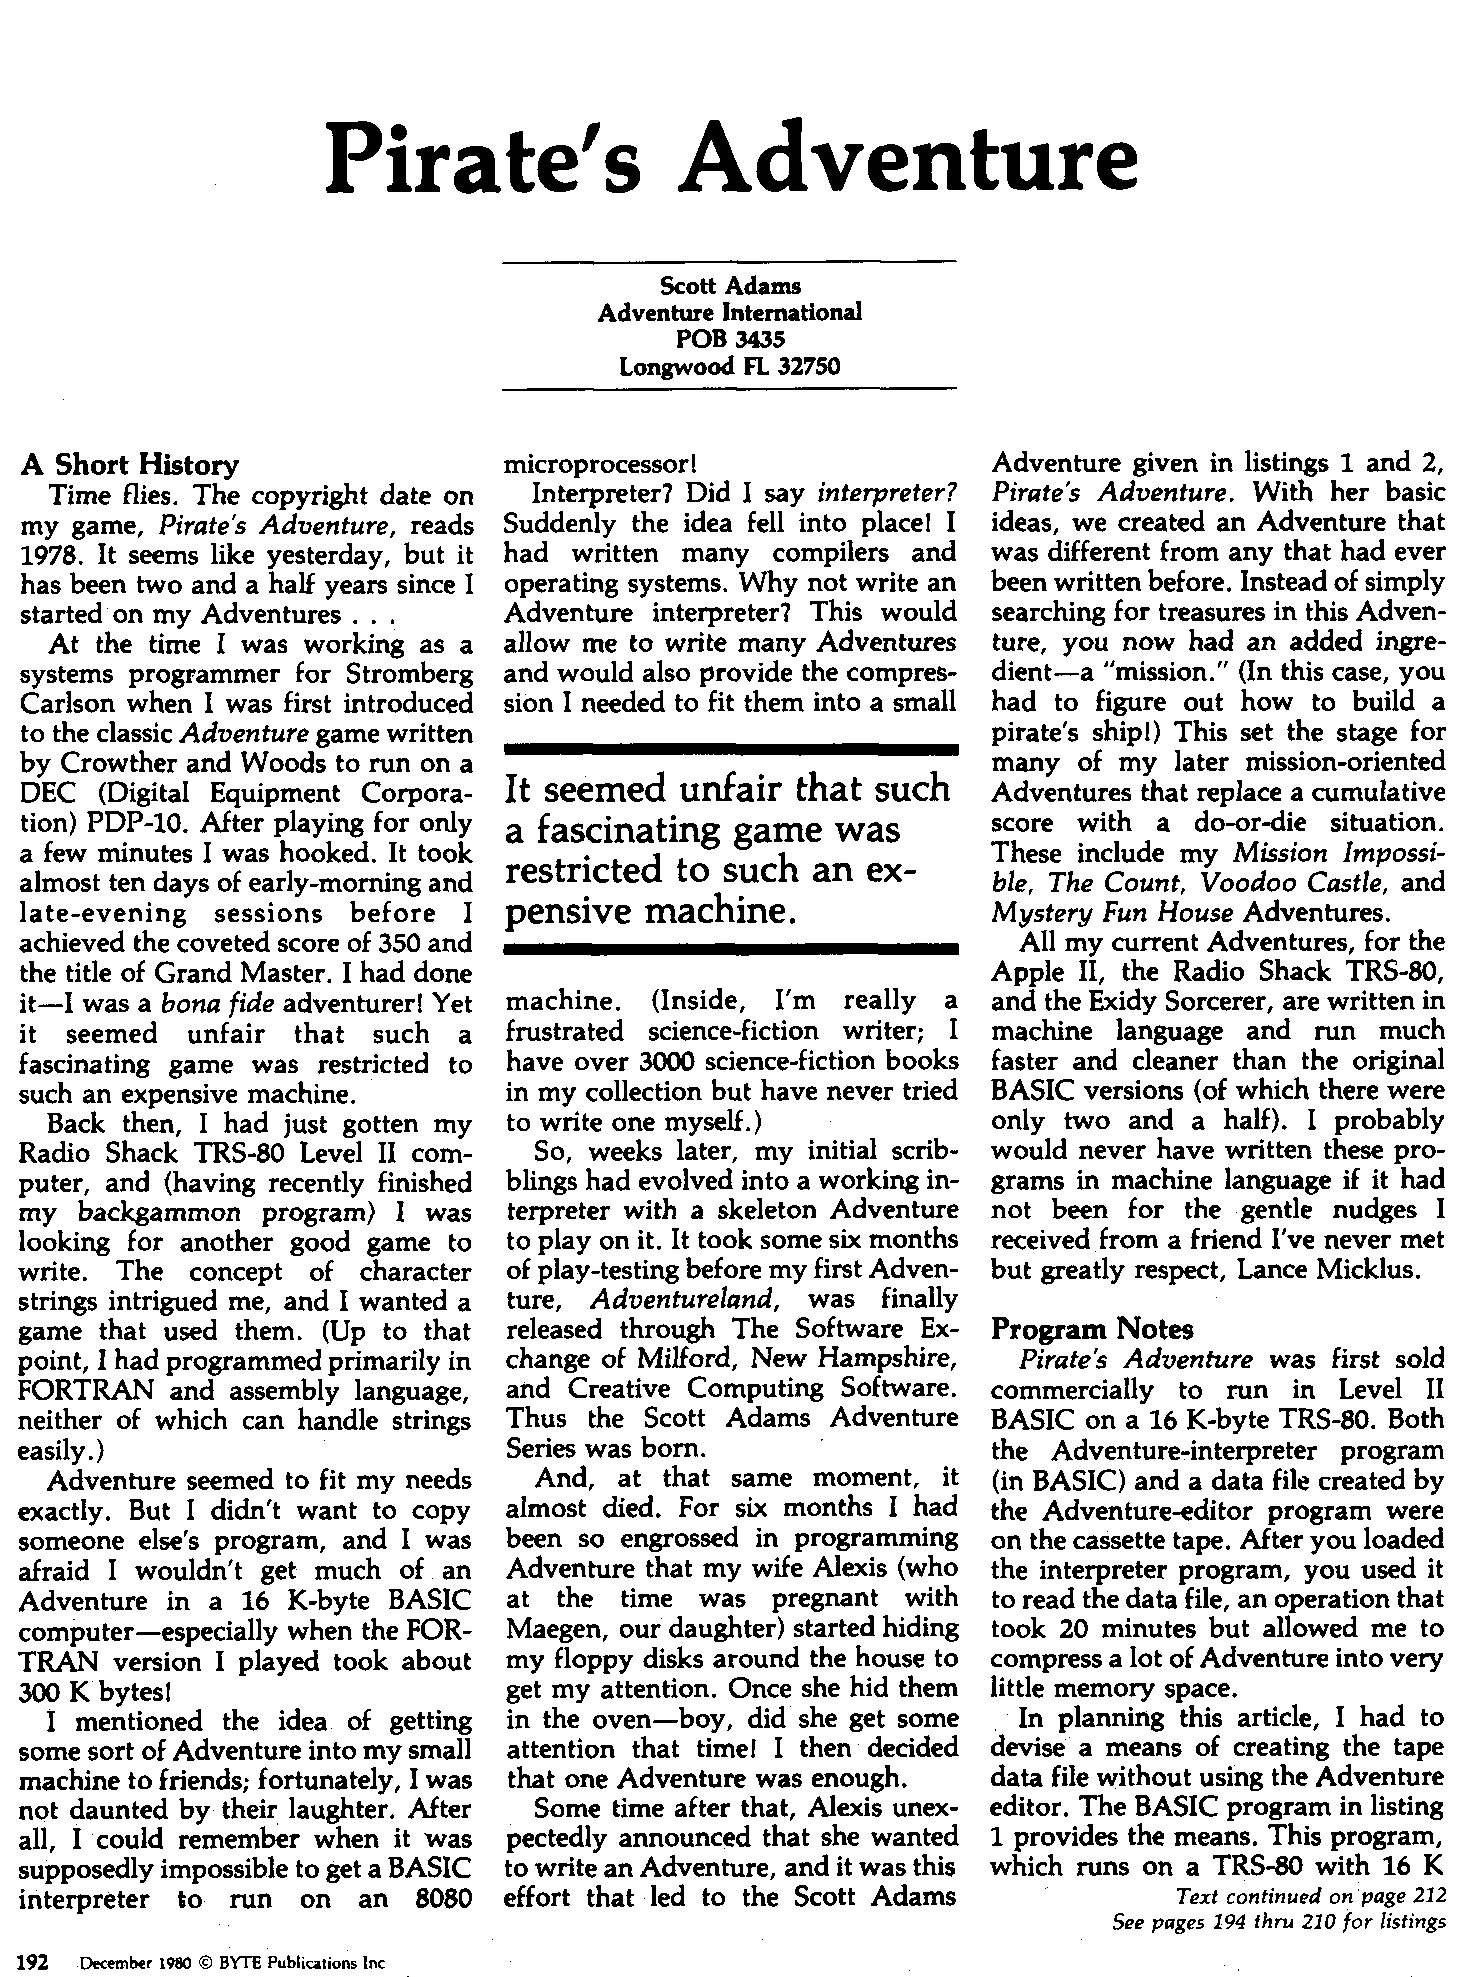 Pirate's Adventure
Scott Adams
Adventure International
POB 3435
Longwood FL 32750
A Short History
Time flies. The copyright date on
my game, Pirate's Adventure, reads
1978. It seems like yesterday, but it
has been two and a half years since I
started on my Adventures . . .
At the time I was working as a
systems programmer for Stromberg
Carlson when I was first introduced
to the classic Adventure game written
by Crowther and Woods to run on a
DEC (Digital Equipment Corpora-
tion) PDP-10. After playing for only
a few minutes I was hooked. It took
almost ten days of early-morning and
late-evening sessions before I
achieved the coveted score of 350 and
the title of Grand Master. I had done
it—I was a bona fide adventurer! Yet
it seemed unfair that such a
fascinating game was restricted to
such an expensive machine.
Back then, I had just gotten my
Radio Shack TRS-80 Level II com-
puter, and (having recently finished
my backgammon program) I was
looking for another good game to
write. The concept of character
strings intrigued me, and I wanted a
game that used them. (Up to that
point, I had programmed primarily in
FORTRAN and assembly language,
neither of which can handle strings
easily.)
Adventure seemed to fit my needs
exactly. But I didn't want to copy
someone else's program, and I was
afraid I wouldn't get much of an
Adventure in a 16 K-byte BASIC
computer—especially when the FOR-
TRAN version I played took about
300 K bytes!
I mentioned the idea of getting
some sort of Adventure into my small
machine to friends; fortunately, I was
not daunted by their laughter. After
all, I could remember when it was
supposedly impossible to get a BASIC
interpreter to run on an 8080
microprocessor!
Interpreter? Did I say interpreter?
Suddenly the idea fell into place! I
had written many compilers and
operating systems. Why not write an
Adventure interpreter? This would
allow me to write many Adventures
and would also provide the compres-
sion I needed to fit them into a small
It seemed unfair that such
a fascinating game was
restricted to such an ex-
pensive machine.
machine. (Inside, I'm really a
frustrated science-fiction writer; I
have over 3000 science-fiction books
in my collection but have never tried
to write one myself.)
So, weeks later, my initial scrib-
blings had evolved into a working in-
terpreter with a skeleton Adventure
to play on it. It took some six months
of play-testing before my first Adven-
ture, Adventureland, was finally
released through The Software Ex-
change of Milford, New Hampshire,
and Creative Computing Software.
Thus the Scott Adams Adventure
Series was born.
And, at that same moment, it
almost died. For six months I had
been so engrossed in programming
Adventure that my wife Alexis (who
at the time was pregnant with
Maegen, our daughter) started hiding
my floppy disks around the house to
get my attention. Once she hid them
in the oven—boy, did she get some
attention that time! I then decided
that one Adventure was enough.
Some time after that, Alexis unex-
pectedly announced that she wanted
to write an Adventure, and it was this
effort that led to the Scott Adams
Adventure given in listings 1 and 2,
Pirate's Adventure. With her basic
ideas, we created an Adventure that
was different from any that had ever
been written before. Instead of simply
searching for treasures in this Adven-
ture, you now had an added ingre-
dient—a "mission." (In this case, you
had to figure out how to build a
pirate's ship!) This set the stage for
many of my later mission-oriented
Adventures that replace a cumulative
score with a do-or-die situation.
These include my Mission Impossi-
ble, The Count, Voodoo Castle, and
Mystery Fun House Adventures.
All my current Adventures, for the
Apple II, the Radio Shack TRS-80,
and the Exidy Sorcerer, are written in
machine language and run much
faster and cleaner than the original
BASIC versions (of which there were
only two and a half). I probably
would never have written these pro-
grams in machine language if it had
not been for the gentle nudges I
received from a friend I've never met
but greatly respect, Lance Micklus.
Program Notes
Pirate's Adventure was first sold
commercially to run in Level II
BASIC on a 16 K-byte TRS-80. Both
the Adventure-interpreter program
(in BASIC) and a data file created by
the Adventure-editor program were
on the cassette tape. After you loaded
the interpreter program, you used it
to read the data file, an operation that
took 20 minutes but allowed me to
compress a lot of Adventure into very
little memory space.
In planning this article, I had to
devise a means of creating the tape
data file without using the Adventure
editor. The BASIC program in listing
1 provides the means. This program,
which runs on a TRS-80 with 16 K
Text continued on page 212
See pages 194 thru 210 for listings
192 December 1980 © BYTE Publications Inc